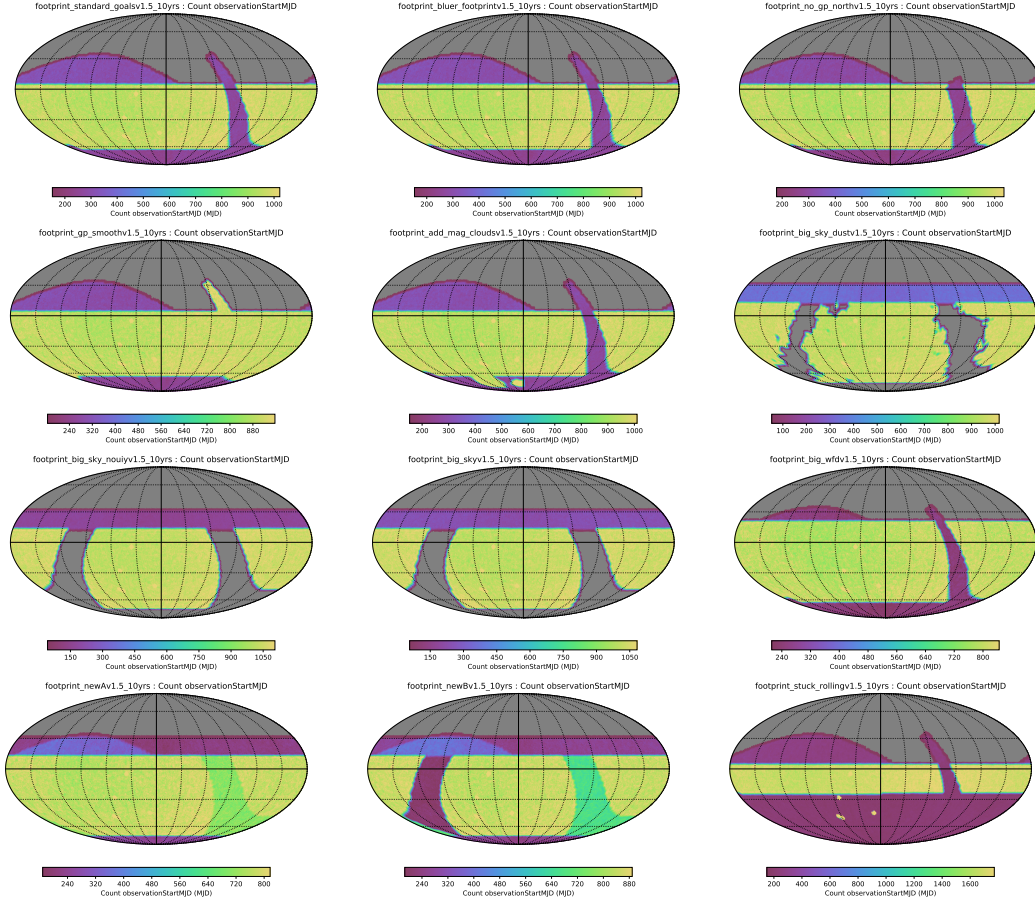 footprint_standard_goalsv1.5_10yrs : Count observationStartMJD
200 300 400 500 600 700 800 900 1000
Count observationStartMJD (MJD)
footprint_bluer_footprintv1.5_10yrs : Count observationStartMJD
200 300 400 500 600 700 800 900 1000
Count observationStartMJD (MJD)
footprint_no_gp_northv1.5_10yrs : Count observationStartMJD
200 300 400 500 600 700 800 900 1000
Count observationStartMJD (MJD)
footprint_gp_smoothv1.5_10yrs : Count observationStartMJD
240 320 400 480 560 640 720 800 880
Count observationStartMJD (MJD)
footprint_add_mag_cloudsv1.5_10yrs : Count observationStartMJD
200 300 400 500 600 700 800 900 1000
Count observationStartMJD (MJD)
footprint_big_sky_dustv1.5_10yrs : Count observationStartMJD
100 200 300 400 500 600 700 800 900 1000
Count observationStartMJD (MJD)
footprint_big_sky_nouiyv1.5_10yrs : Count observationStartMJD
150 300 450 600 750 900 1050
Count observationStartMJD (MJD)
footprint_big_skyv1.5_10yrs : Count observationStartMJD
150 300 450 600 750 900 1050
Count observationStartMJD (MJD)
footprint_big_wfdv1.5_10yrs : Count observationStartMJD
240 320 400 480 560 640 720 800
Count observationStartMJD (MJD)
footprint_newAv1.5_10yrs : Count observationStartMJD
240 320 400 480 560 640 720 800
Count observationStartMJD (MJD)
footprint_newBv1.5_10yrs : Count observationStartMJD
240 320 400 480 560 640 720 800 880
Count observationStartMJD (MJD)
footprint_stuck_rollingv1.5_10yrs : Count observationStartMJD
200 400 600 800 1000 1200 1400 1600
Count observationStartMJD (MJD)